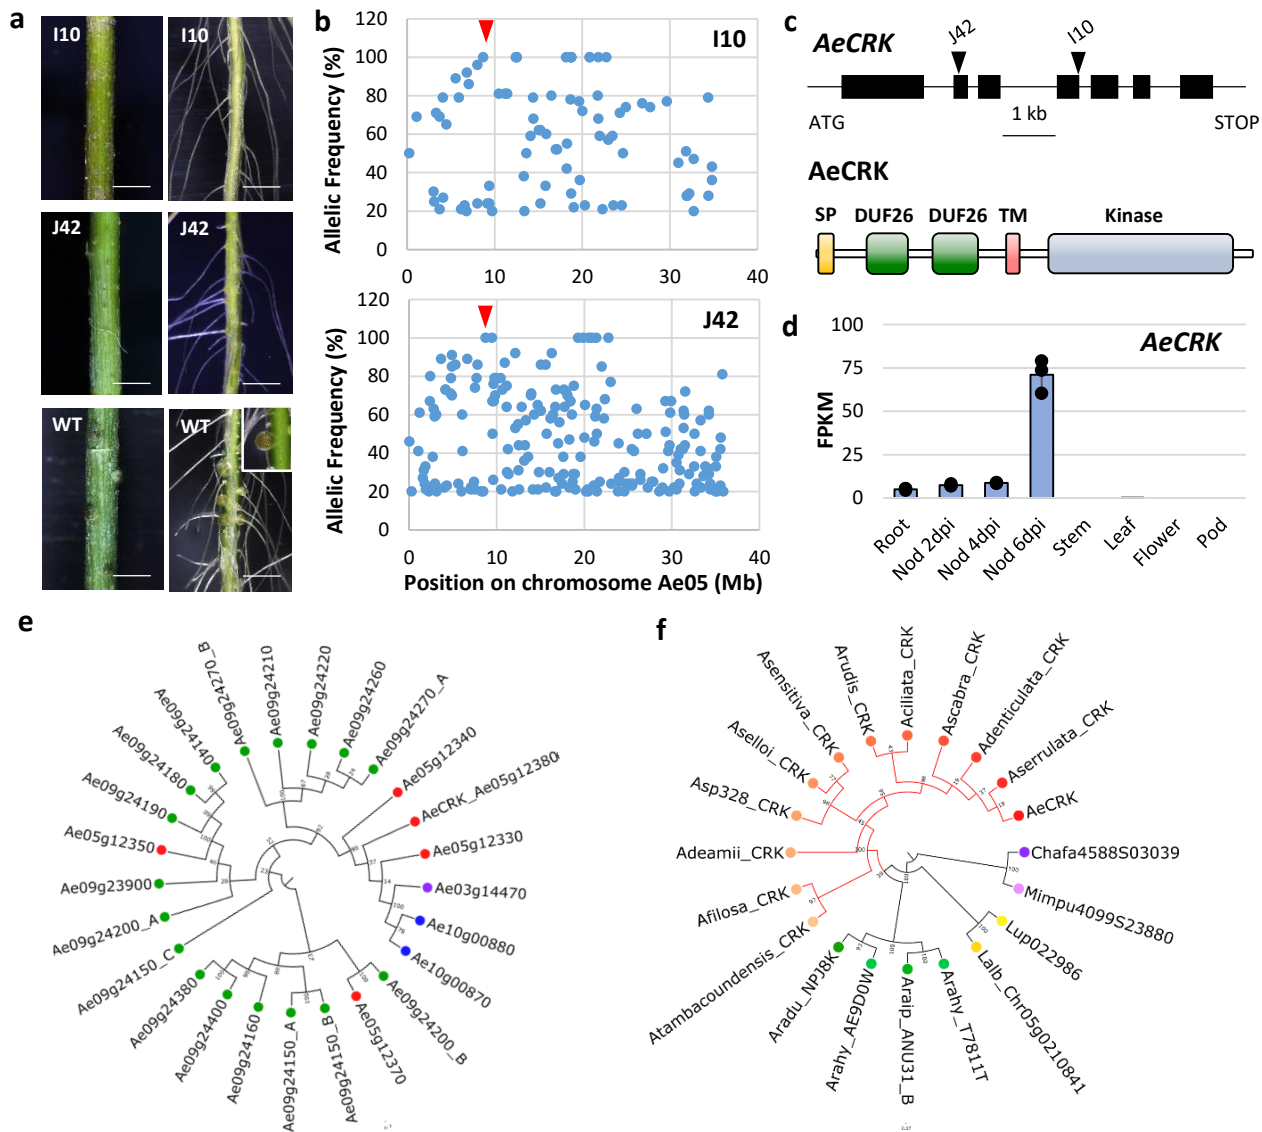 a
I10
I10
J42
J42
WT
WT
b
I10
Allelic Frequency (%)
120
100
80
60
40
20
0
0 10 20 30 40
J42
Allelic Frequency (%)
120
100
80
60
40
20
0
0 10 20 30 40
Position on chromosome Ae05 (Mb)
c
AeCRK
J42
I10
1 kb
ATG
STOP
AeCRK
SP DUF26 DUF26 TM Kinase
d
AeCRK
FPKM
100
75
50
25
0
Root
Nod 2dpi
Nod 4dpi
Nod 6dpi
Stem
Leaf
Flower
Pod
e
Ae09g24270_B
Ae09g24210
Ae09g24220
Ae09g24260
Ae09g24270_A
Ae05g12340
AeCRK_Ae05g12380
Ae05g12330
Ae03g14470
Ae10g00880
Ae10g00870
Ae09g24200_B
Ae05g12370
Ae09g24150_B
Ae09g24150_A
Ae09g24160
Ae09g24400
Ae09g24380
Ae09g24150_C
Ae09g24200_A
Ae09g23900
Ae05g12350
Ae09g24190
Ae09g24180
Ae09g24140
f
Asensitiva_CRK
Arudis_CRK
Aciliata_CRK
Ascabra_CRK
Adenticulata_CRK
Aserrulata_CRK
AeCRK
Chafa4588S03039
Mimpu4099S23880
Lup022986
Lalb_Chr05g0210841
Arahy_T7811T
Araip_ANU31_B
Arahy_AE9D0W
Aradu_NPJ8K
Atambacoundensis_CRK
Afilosa_CRK
Adeamii_CRK
Asp328_CRK
Aselloi_CRK